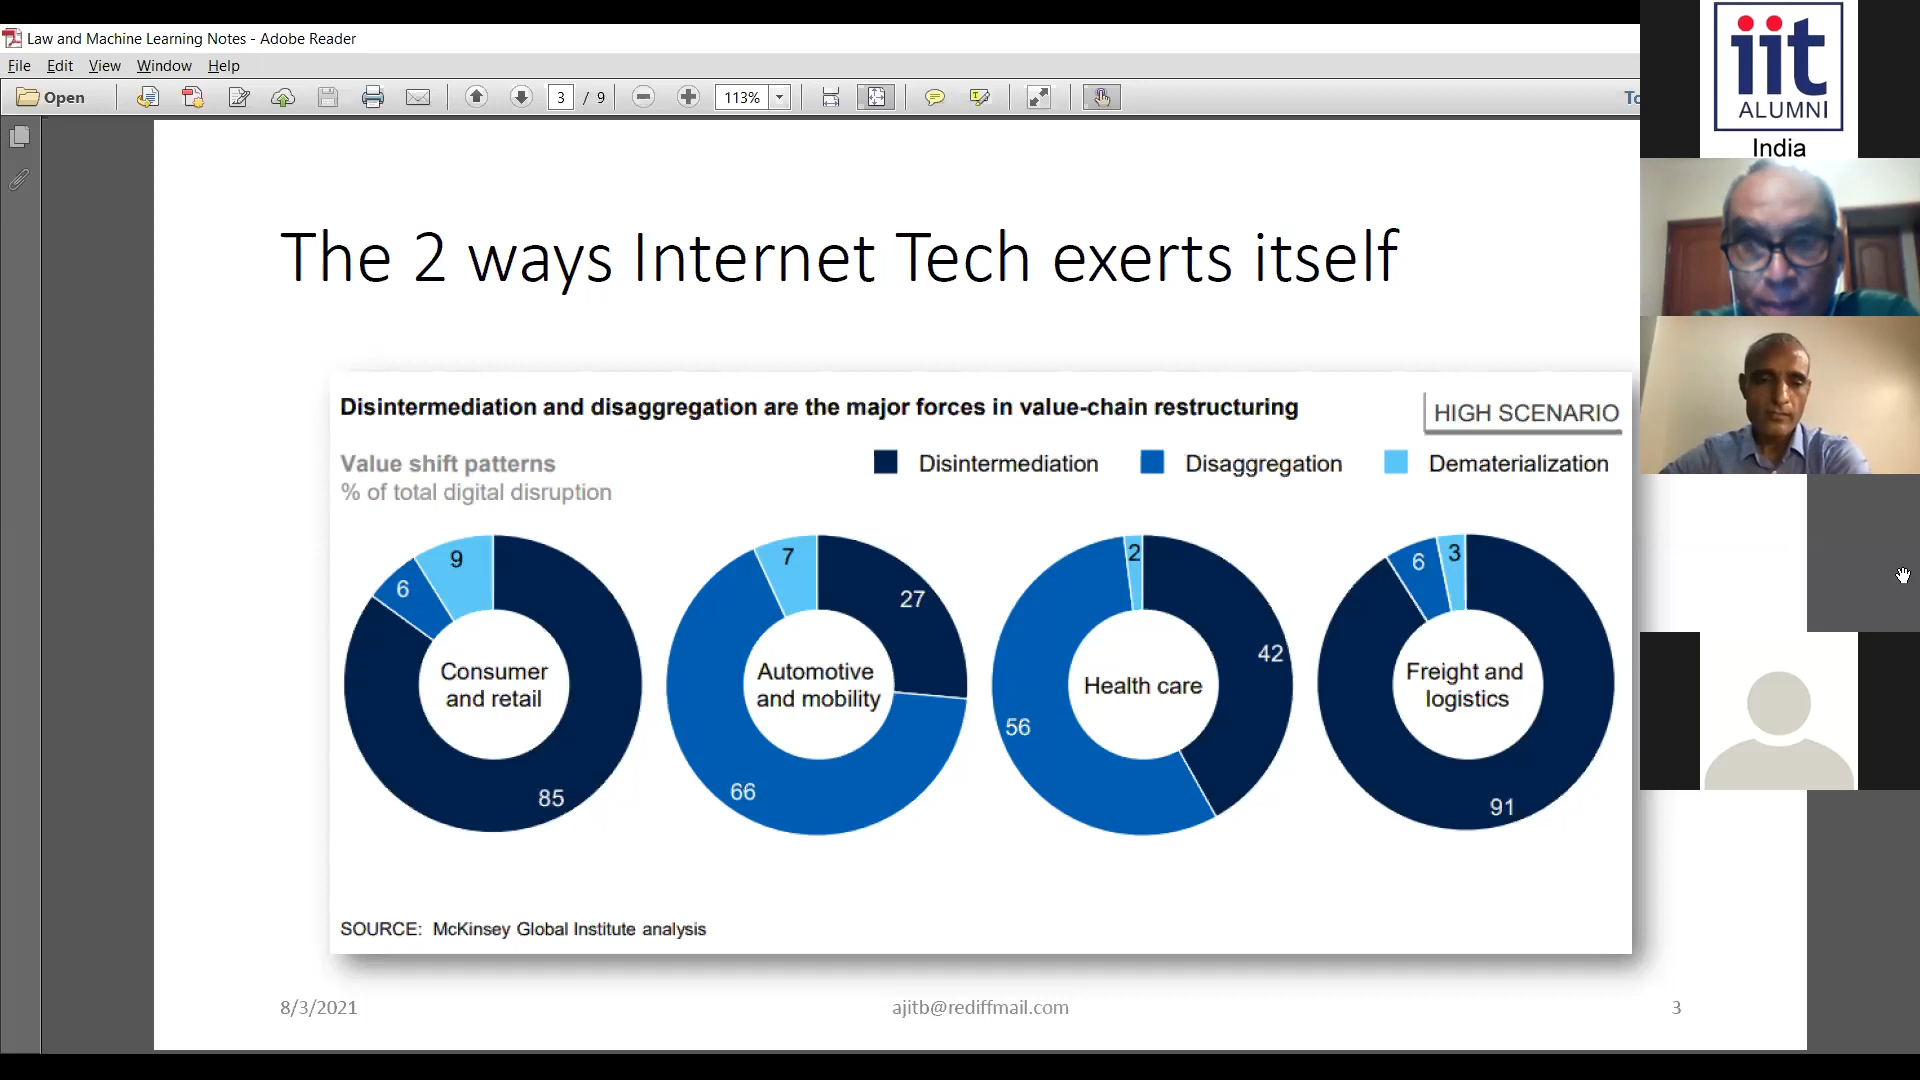 Law and Machine Learning Notes - Adobe Reader
File Edit View Window Help
Open 3 / 9 113%
iit
ALUMNI
India
The 2 ways Internet Tech exerts itself
Disintermediation and disaggregation are the major forces in value-chain restructuring
HIGH SCENARIO
Value shift patterns
% of total digital disruption
Disintermediation Disaggregation Dematerialization
9
6
Consumer
and retail
85
7
27
Automotive
and mobility
66
2
42
Health care
56
6 3
Freight and
logistics
91
SOURCE: McKinsey Global Institute analysis
8/3/2021 ajitb@rediffmail.com 3